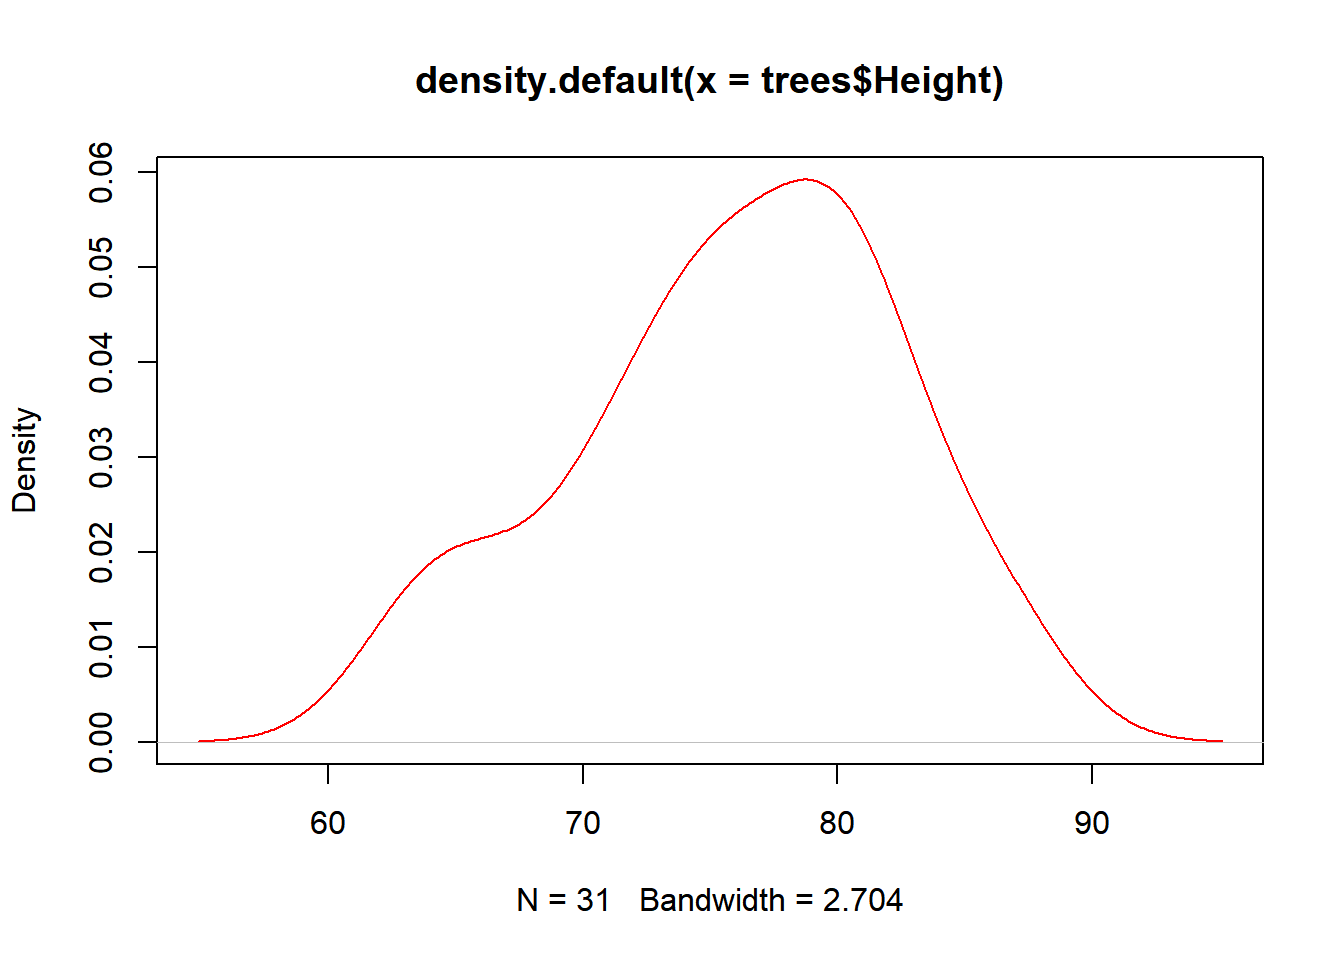 density.default(x = trees$Height)
Density
0.06
0.05
0.04
0.03
0.02
0.01
0.00
60 70 80 90
N = 31 Bandwidth = 2.704